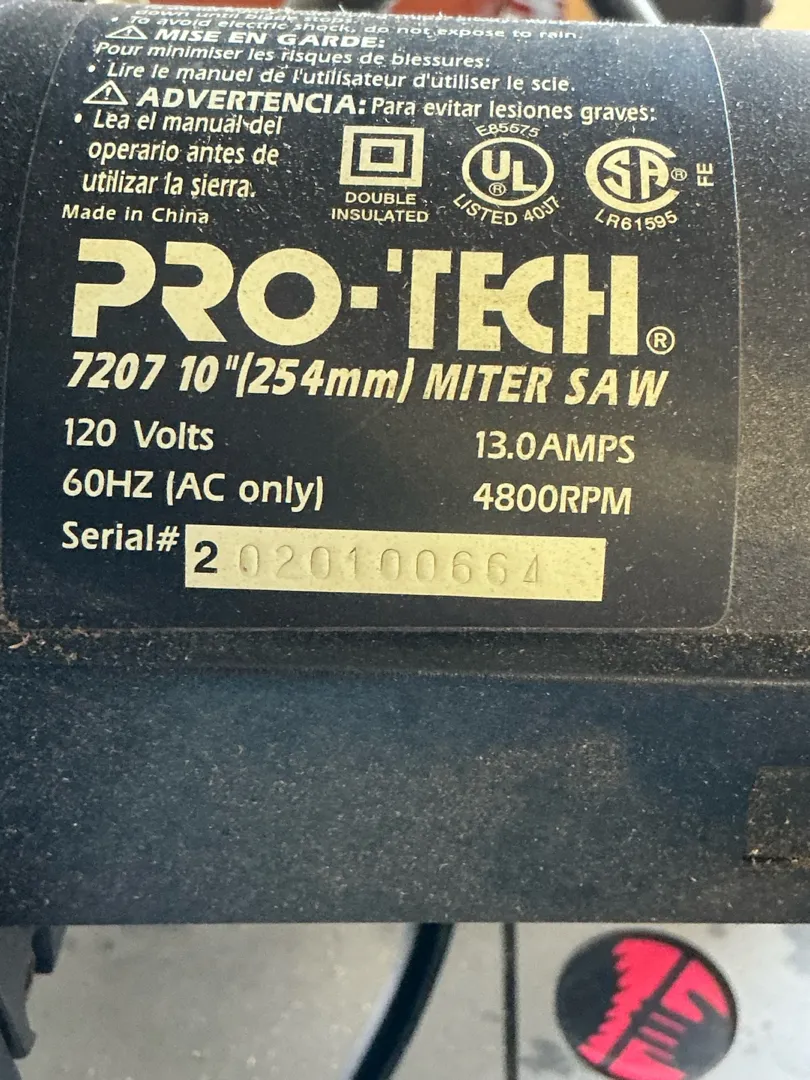 • To avoid electric shock, do not expose to rain.
⚠ MISE EN GARDE:
Pour minimiser les risques de blessures:
• Lire le manuel de l'utilisateur d'utiliser le scie.
⚠ ADVERTENCIA: Para evitar lesiones graves:
• Lea el manual del
operario antes de
utilizar la sierra.
Made in China
DOUBLE
INSULATED
E85575
UL ®
LISTED 40J7
SA ®
LR61595
FE
PRO-TECH®
7207 10"(254mm) MITER SAW
120 Volts 13.0AMPS
60HZ (AC only) 4800RPM
Serial# 2020100664